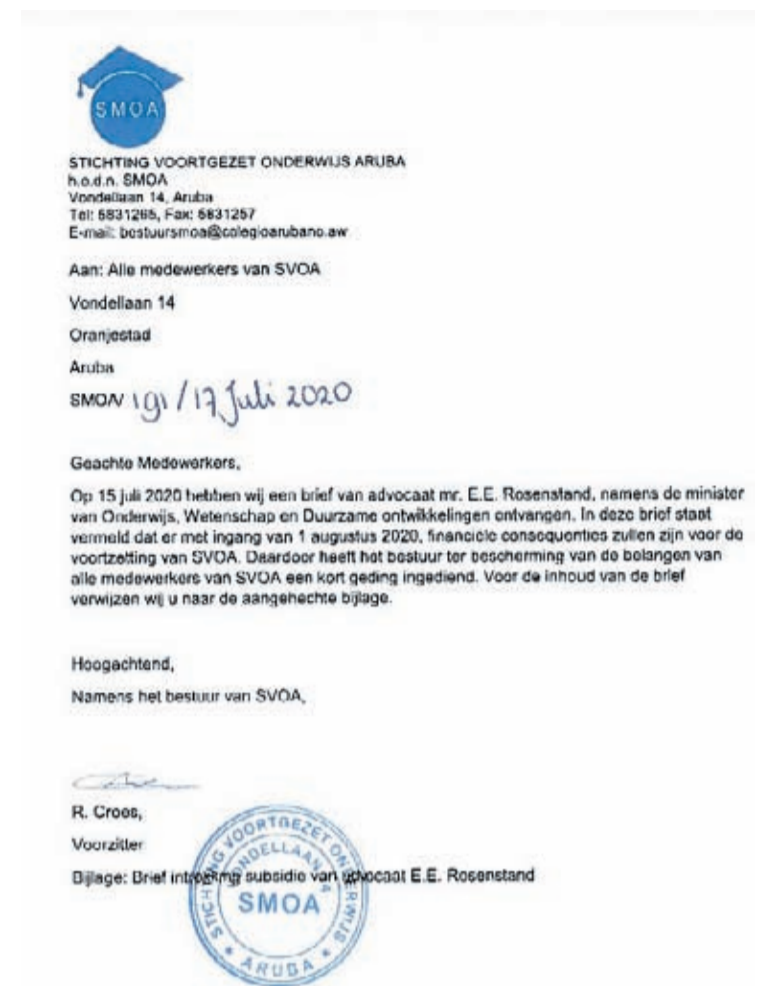 SMOA
STICHTING VOORTGEZET ONDERWIJS ARUBA
h.o.d.n. SMOA
Vondellaan 14, Aruba
Tel: 5831265, Fax: 5831257
E-mail: bestuursmoa@colegioarubano.aw
Aan: Alle medewerkers van SVOA
Vondellaan 14
Oranjestad
Aruba
SMOA/ 191/17 Juli 2020
Geachte Medewerkers,
Op 15 juli 2020 hebben wij een brief van advocaat mr. E.E. Rosenstand, namens de minister
van Onderwijs, Wetenschap en Duurzame ontwikkelingen ontvangen. In deze brief staat
vermeld dat er met ingang van 1 augustus 2020, financiele consequenties zullen zijn voor de
voortzetting van SVOA. Daardoor heeft het bestuur ter bescherming van de belangen van
alle medewerkers van SVOA een kort geding ingediend. Voor de inhoud van de brief
verwijzen wij u naar de aangehechte bijlage.
Hoogachtend,
Namens het bestuur van SVOA,
R. Croes,
Voorzitter
Bijlage: Brief intrekking subsidie van advocaat E.E. Rosenstand
STICHTING VOORTGEZET ONDERWIJS
VONDELLAAN 14
SMOA
* ARUBA *